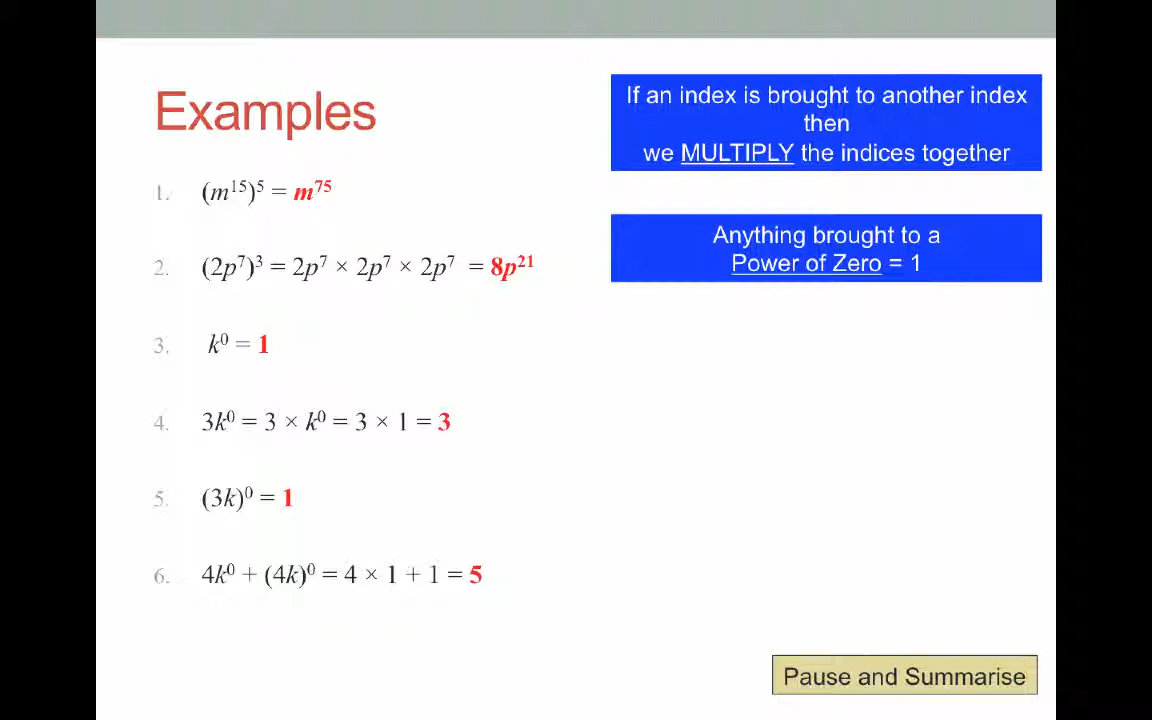 Examples
If an index is brought to another index
then
we MULTIPLY the indices together
1. (m¹⁵)⁵ = m⁷⁵
Anything brought to a
Power of Zero = 1
2. (2p⁷)³ = 2p⁷ × 2p⁷ × 2p⁷ = 8p²¹
3. k⁰ = 1
4. 3k⁰ = 3 × k⁰ = 3 × 1 = 3
5. (3k)⁰ = 1
6. 4k⁰ + (4k)⁰ = 4 × 1 + 1 = 5
Pause and Summarise